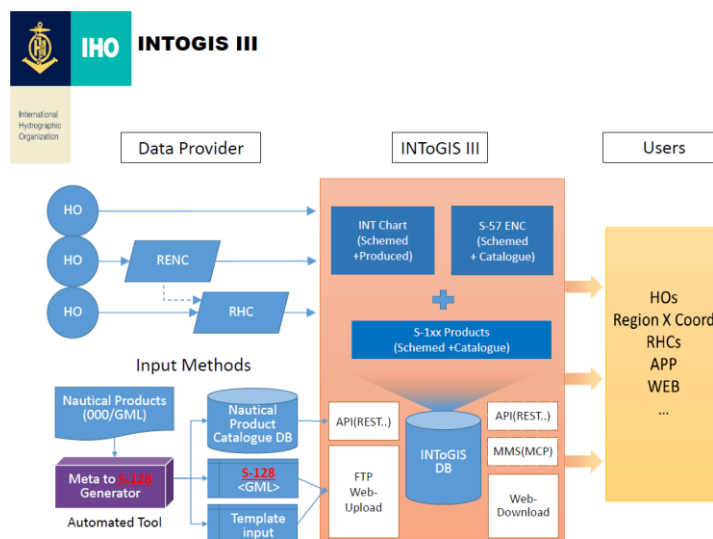 IHO
INTOGIS III
International
Hydrographic
Organization
Data Provider
INToGIS III
Users
HO
HO
RENC
HO
RHC
INT Chart
(Schemed
+Produced)
S-57 ENC
(Schemed
+ Catalogue)
S-1xx Products
(Schemed +Catalogue)
HOs
Region X Coord
RHCs
APP
WEB
...
Input Methods
Nautical Products
(000/GML)
Meta to S-128
Generator
Automated Tool
Nautical
Product
Catalogue DB
S-128
<GML>
Template
input
API(REST..)
FTP
Web-
Upload
INToGIS
DB
API(REST..)
MMS(MCP)
Web-
Download